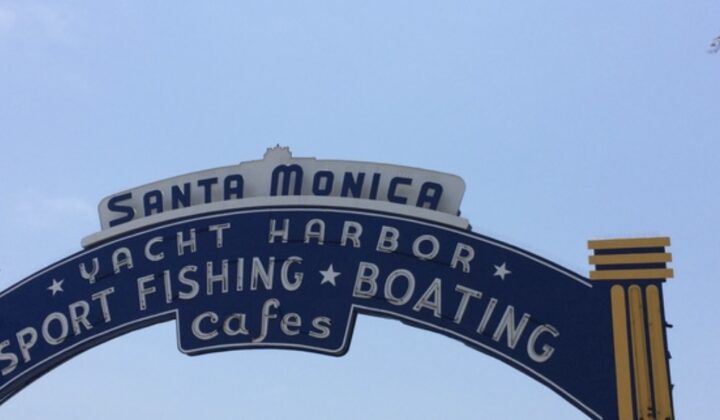 SANTA MONICA
YACHT HARBOR
SPORT FISHING ★ BOATING
cafes